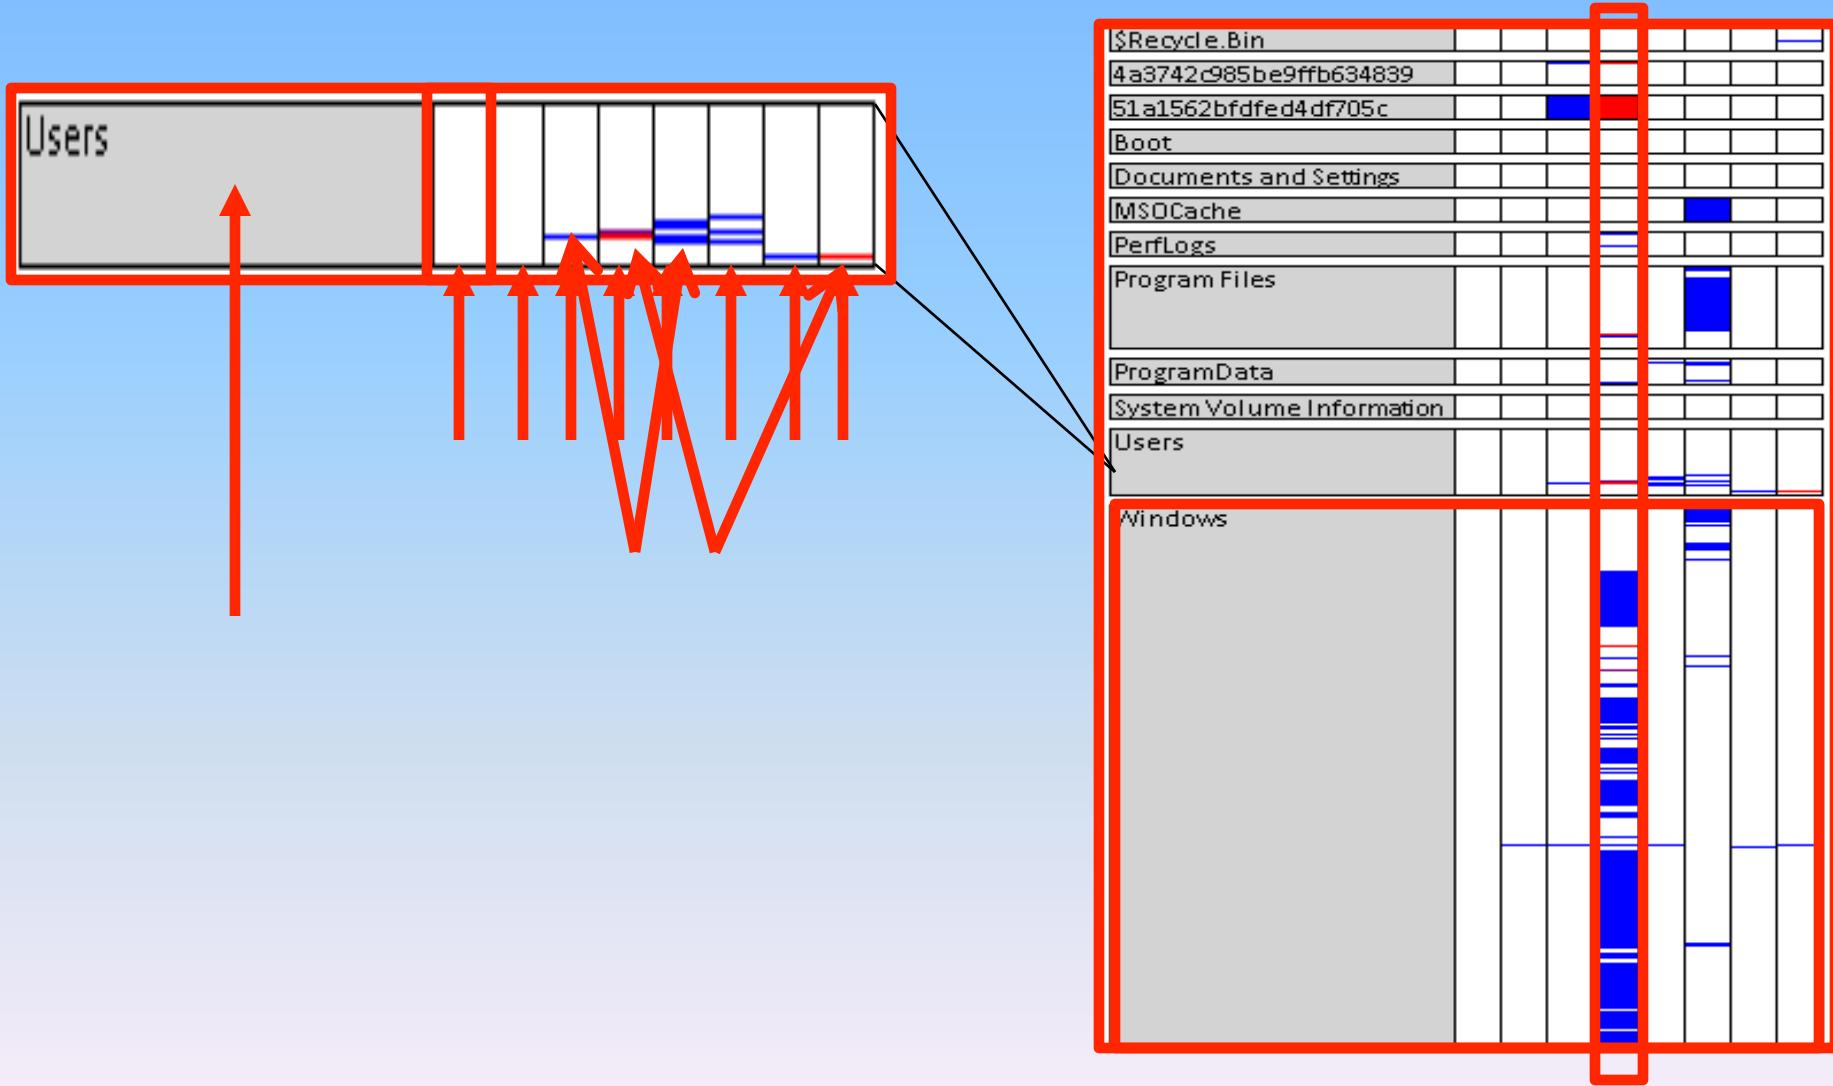 Users
$Recycle.Bin
4a3742c985be9ffb634839
51a1562bfdfed4df705c
Boot
Documents and Settings
MSOCache
PerfLogs
Program Files
ProgramData
System Volume Information
Users
Windows